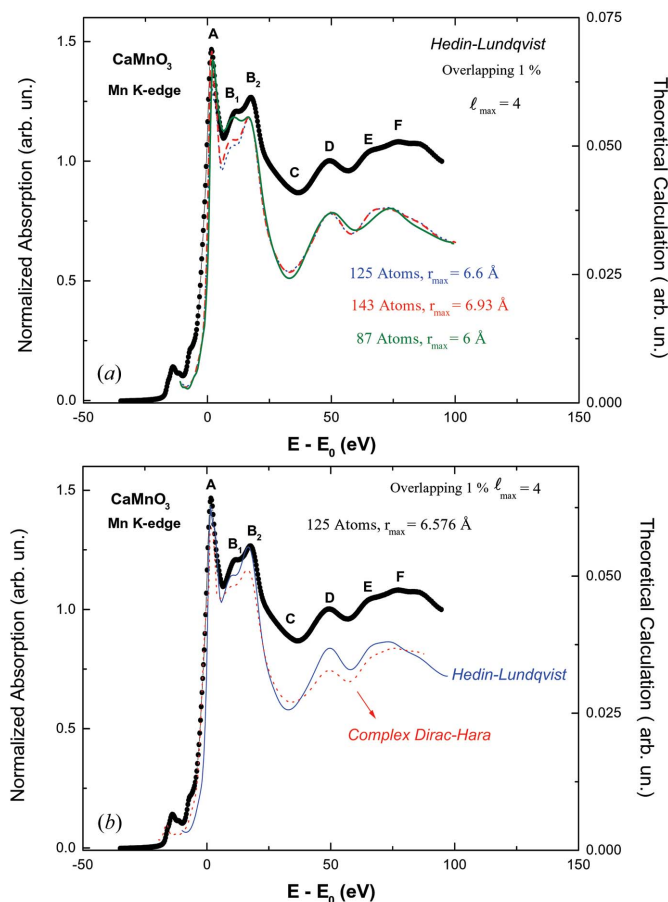 A
CaMnO₃
Mn K-edge
B₁
B₂
C
D
E
F
Hedin-Lundqvist
Overlapping 1 %
ℓmax = 4
125 Atoms, rmax = 6.6 Å
143 Atoms, rmax = 6.93 Å
87 Atoms, rmax = 6 Å
(a)
Normalized Absorption (arb. un.)
1.5
1.0
0.5
0.0
Theoretical Calculation ( arb. un.)
0.075
0.050
0.025
0.000
-50
0
50
100
150
E - E₀ (eV)
A
CaMnO₃
Mn K-edge
B₁
B₂
C
D
E
F
Overlapping 1 % ℓmax = 4
125 Atoms, rmax = 6.576 Å
Hedin-Lundqvist
Complex Dirac-Hara
(b)
Normalized Absorption (arb. un.)
1.5
1.0
0.5
0.0
Theoretical Calculation ( arb. un.)
0.050
0.025
0.000
-50
0
50
100
150
E - E₀ (eV)